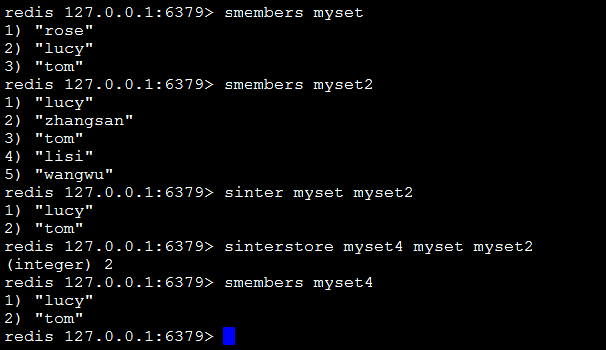 redis 127.0.0.1:6379> smembers myset
1) "rose"
2) "lucy"
3) "tom"
redis 127.0.0.1:6379> smembers myset2
1) "lucy"
2) "zhangsan"
3) "tom"
4) "lisi"
5) "wangwu"
redis 127.0.0.1:6379> sinter myset myset2
1) "lucy"
2) "tom"
redis 127.0.0.1:6379> sinterstore myset4 myset myset2
(integer) 2
redis 127.0.0.1:6379> smembers myset4
1) "lucy"
2) "tom"
redis 127.0.0.1:6379>